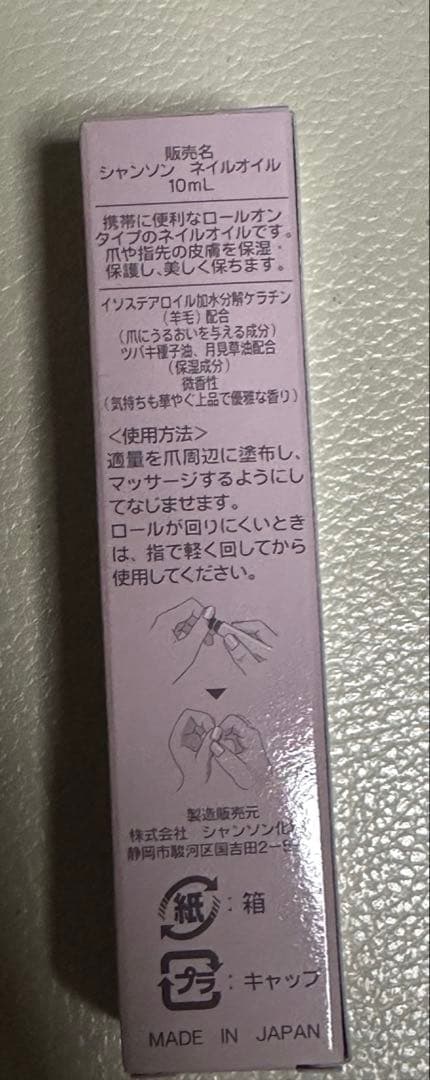 販売名
シャンソン ネイルオイル
10mL
携帯に便利なロールオン
タイプのネイルオイルです。
爪や指先の皮膚を保湿・
保護し、美しく保ちます。
イソステアロイル加水分解ケラチン
(羊毛)配合
(爪にうるおいを与える成分)
ツバキ種子油、月見草油配合
(保湿成分)
微香性
(気持ちも華やぐ上品で優雅な香り)
<使用方法>
適量を爪周辺に塗布し、
マッサージするようにし
てなじませます。
ロールが回りにくいとき
は、指で軽く回してから
使用してください。
製造販売元
株式会社 シャンソン化
静岡市駿河区国吉田2-
紙:箱
プラ:キャップ
MADE IN JAPAN